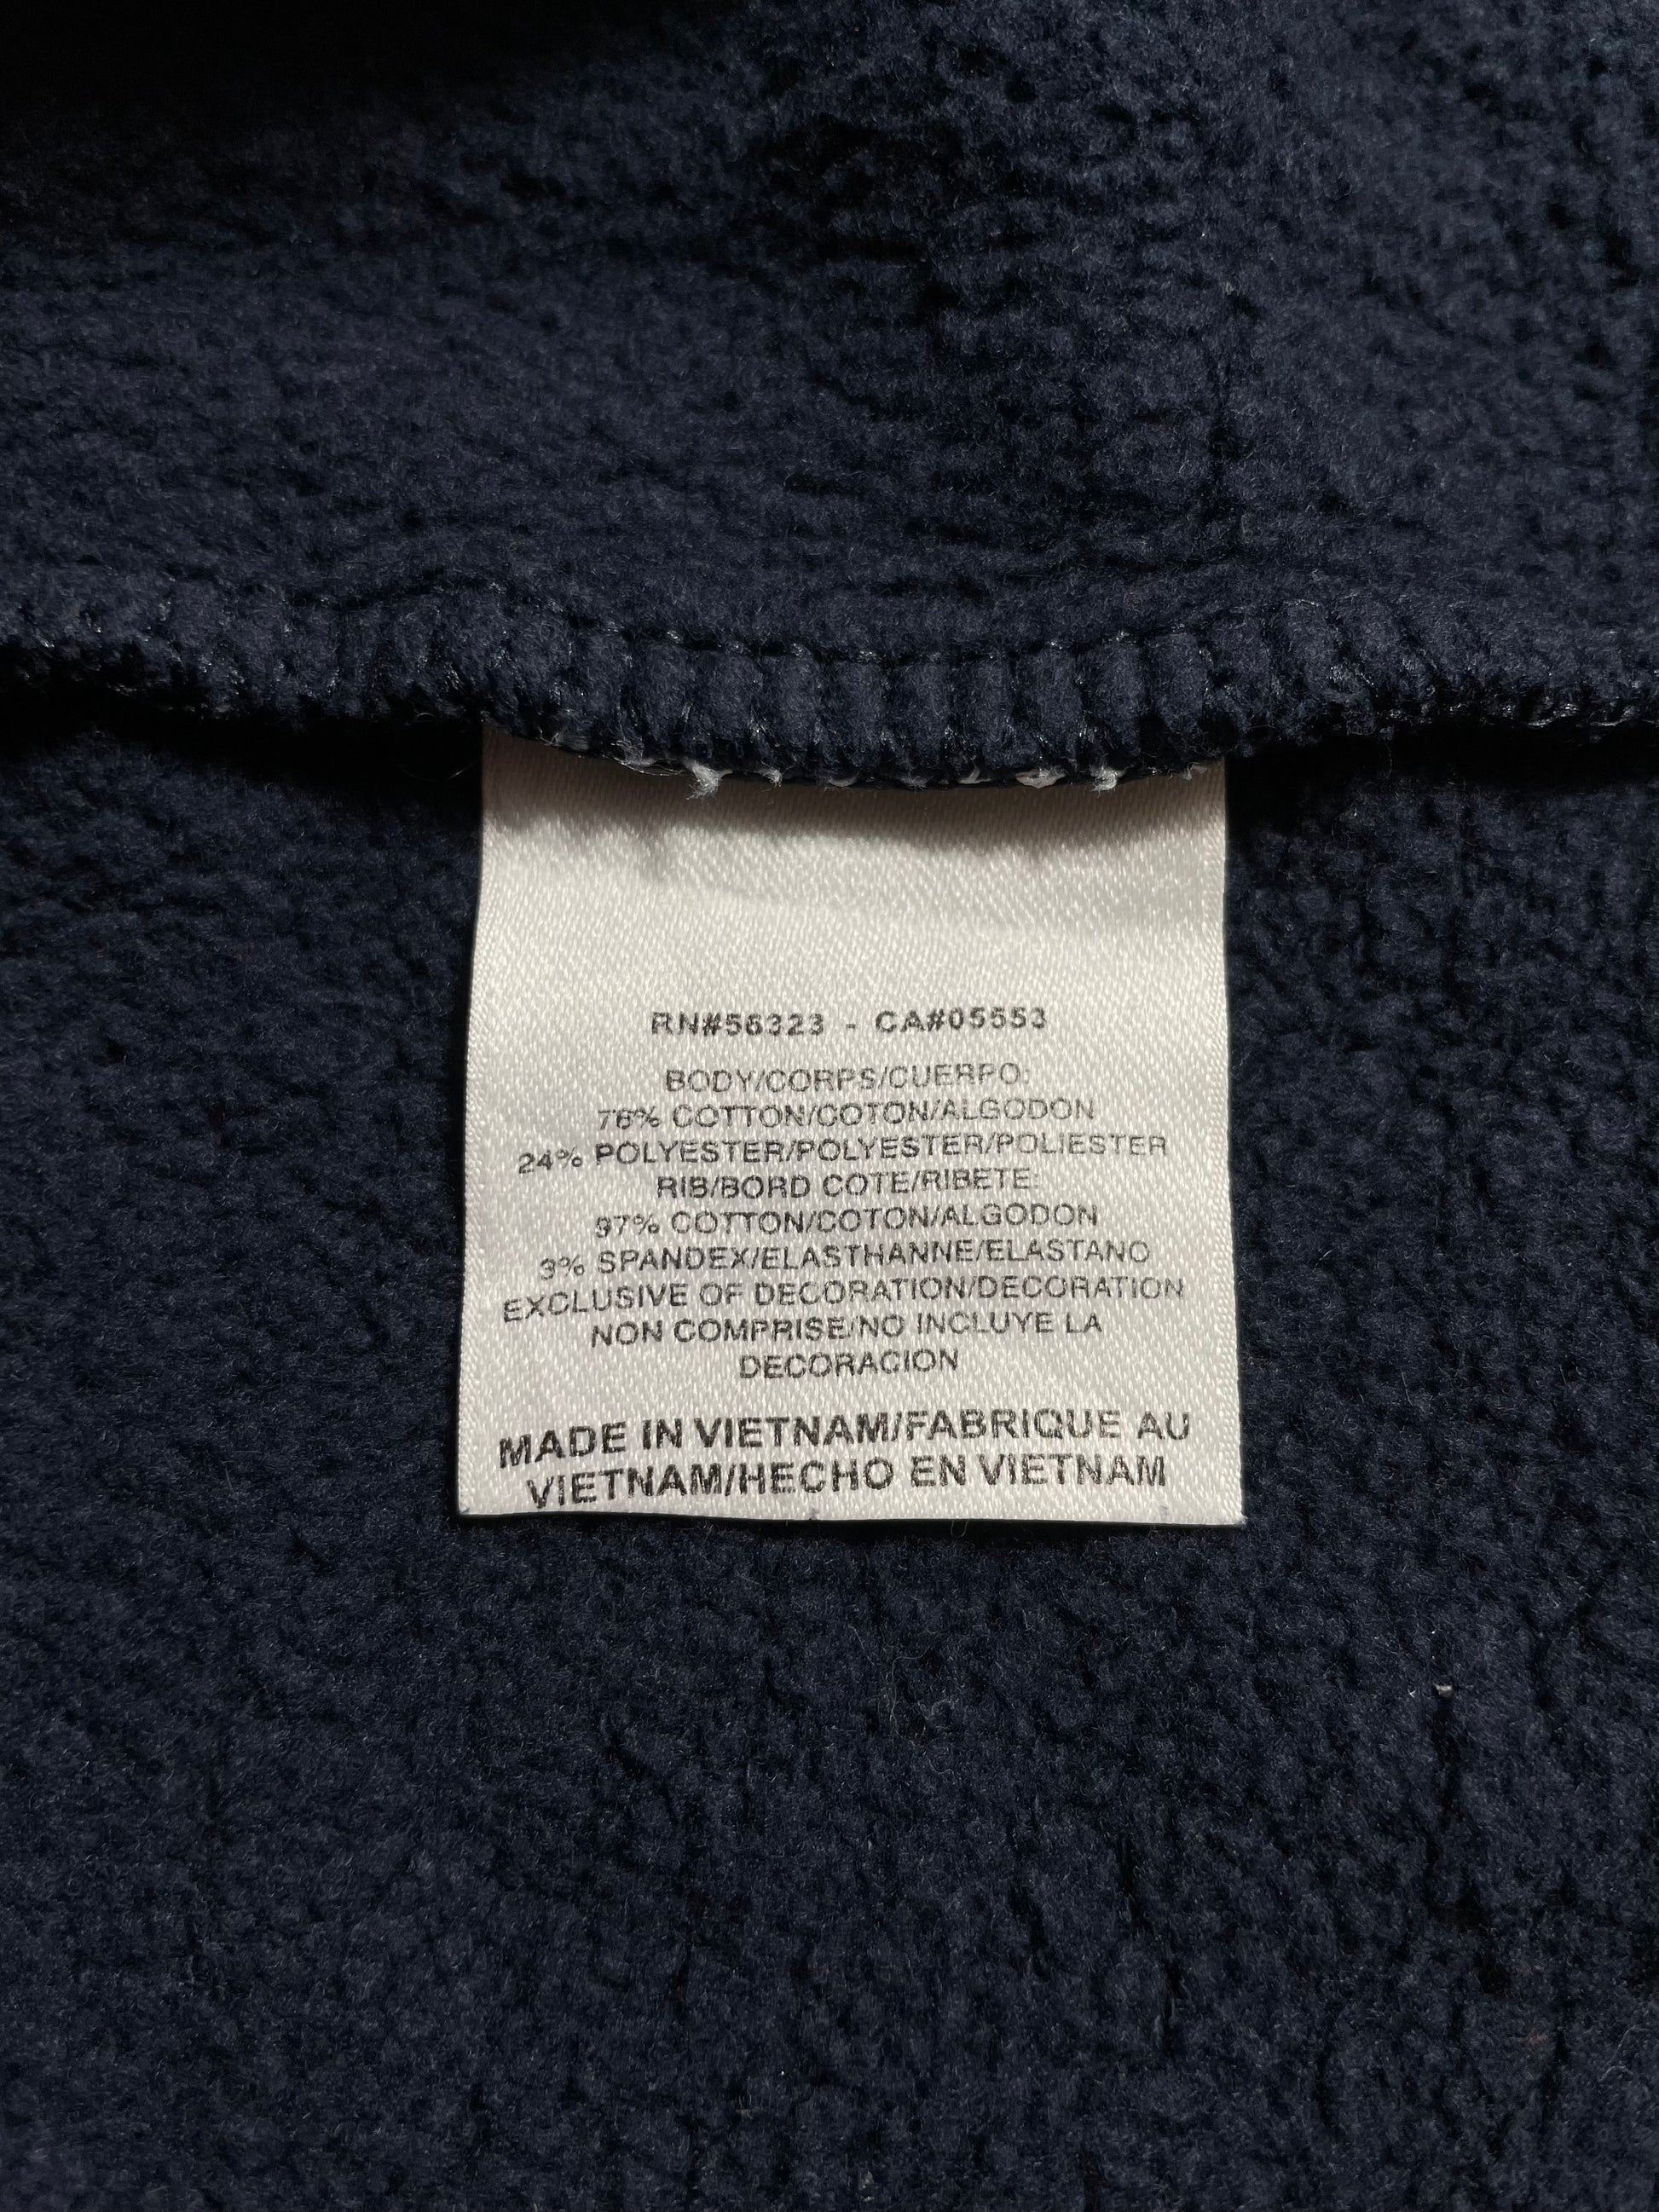 RN#56323 - CA#05553
BODY/CORPS/CUERPO:
76% COTTON/COTON/ALGODON
24% POLYESTER/POLYESTER/POLIESTER
RIB/BORD COTE/RIBETE:
97% COTTON/COTON/ALGODON
3% SPANDEX/ELASTHANNE/ELASTANO
EXCLUSIVE OF DECORATION/DECORATION
NON COMPRISE/NO INCLUYE LA
DECORACION
MADE IN VIETNAM/FABRIQUE AU
VIETNAM/HECHO EN VIETNAM